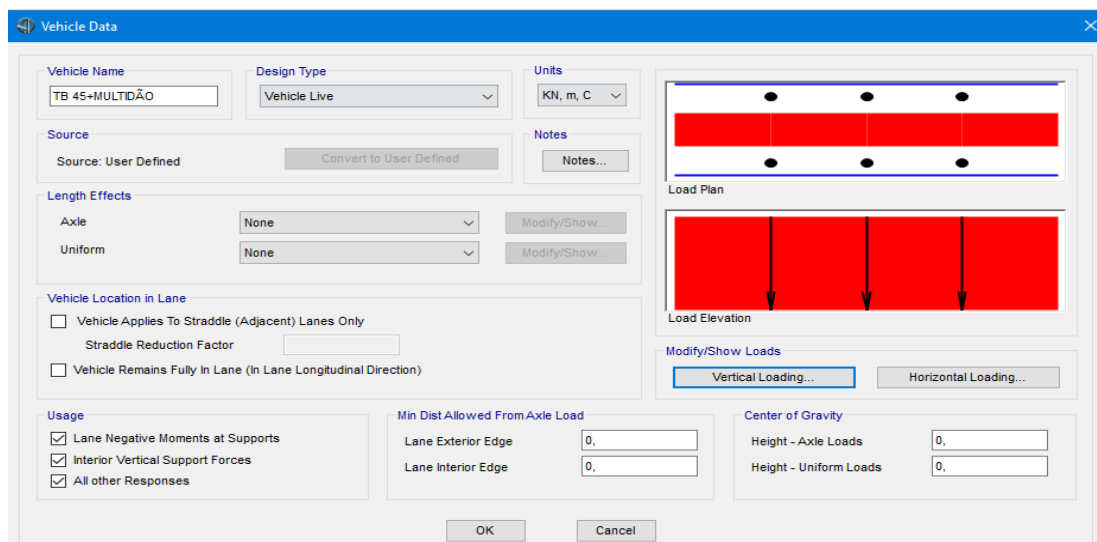 Vehicle Data
Vehicle Name
TB 45+MULTIDÃO
Design Type
Vehicle Live
Units
KN, m, C
Source
Source: User Defined
Convert to User Defined
Notes
Notes...
Load Plan
Length Effects
Axle
None
Modify/Show...
Uniform
None
Modify/Show...
Load Elevation
Vehicle Location in Lane
Vehicle Applies To Straddle (Adjacent) Lanes Only
Straddle Reduction Factor
Vehicle Remains Fully In Lane (In Lane Longitudinal Direction)
Modify/Show Loads
Vertical Loading...
Horizontal Loading...
Usage
Lane Negative Moments at Supports
Interior Vertical Support Forces
All other Responses
Min Dist Allowed From Axle Load
Lane Exterior Edge
0,
Lane Interior Edge
0,
Center of Gravity
Height - Axle Loads
0,
Height - Uniform Loads
0,
OK
Cancel